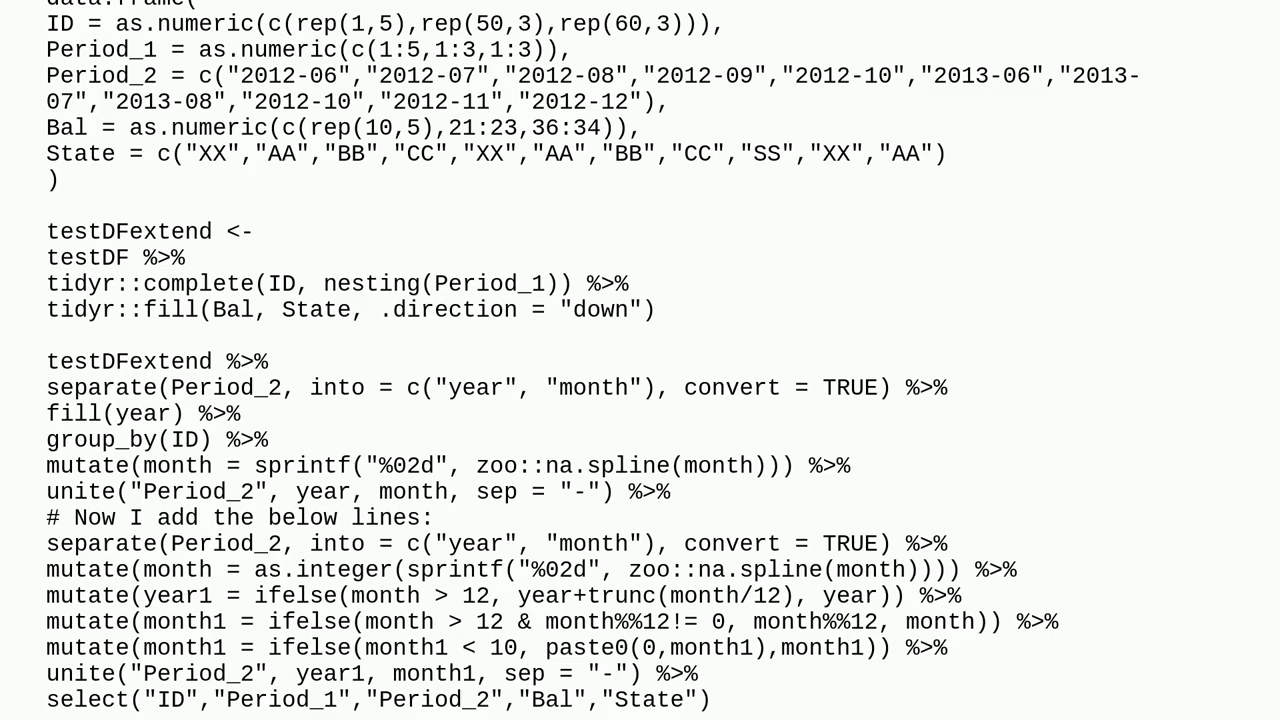 data.frame(
ID = as.numeric(c(rep(1,5),rep(50,3),rep(60,3))),
Period_1 = as.numeric(c(1:5,1:3,1:3)),
Period_2 = c("2012-06","2012-07","2012-08","2012-09","2012-10","2013-06","2013-
07","2013-08","2012-10","2012-11","2012-12"),
Bal = as.numeric(c(rep(10,5),21:23,36:34)),
State = c("XX","AA","BB","CC","XX","AA","BB","CC","SS","XX","AA")
)
testDFextend <-
testDF %>%
tidyr::complete(ID, nesting(Period_1)) %>%
tidyr::fill(Bal, State, .direction = "down")
testDFextend %>%
separate(Period_2, into = c("year", "month"), convert = TRUE) %>%
fill(year) %>%
group_by(ID) %>%
mutate(month = sprintf("%02d", zoo::na.spline(month))) %>%
unite("Period_2", year, month, sep = "-") %>%
# Now I add the below lines:
separate(Period_2, into = c("year", "month"), convert = TRUE) %>%
mutate(month = as.integer(sprintf("%02d", zoo::na.spline(month)))) %>%
mutate(year1 = ifelse(month > 12, year+trunc(month/12), year)) %>%
mutate(month1 = ifelse(month > 12 & month%%12!= 0, month%%12, month)) %>%
mutate(month1 = ifelse(month1 < 10, paste0(0,month1),month1)) %>%
unite("Period_2", year1, month1, sep = "-") %>%
select("ID","Period_1","Period_2","Bal","State")